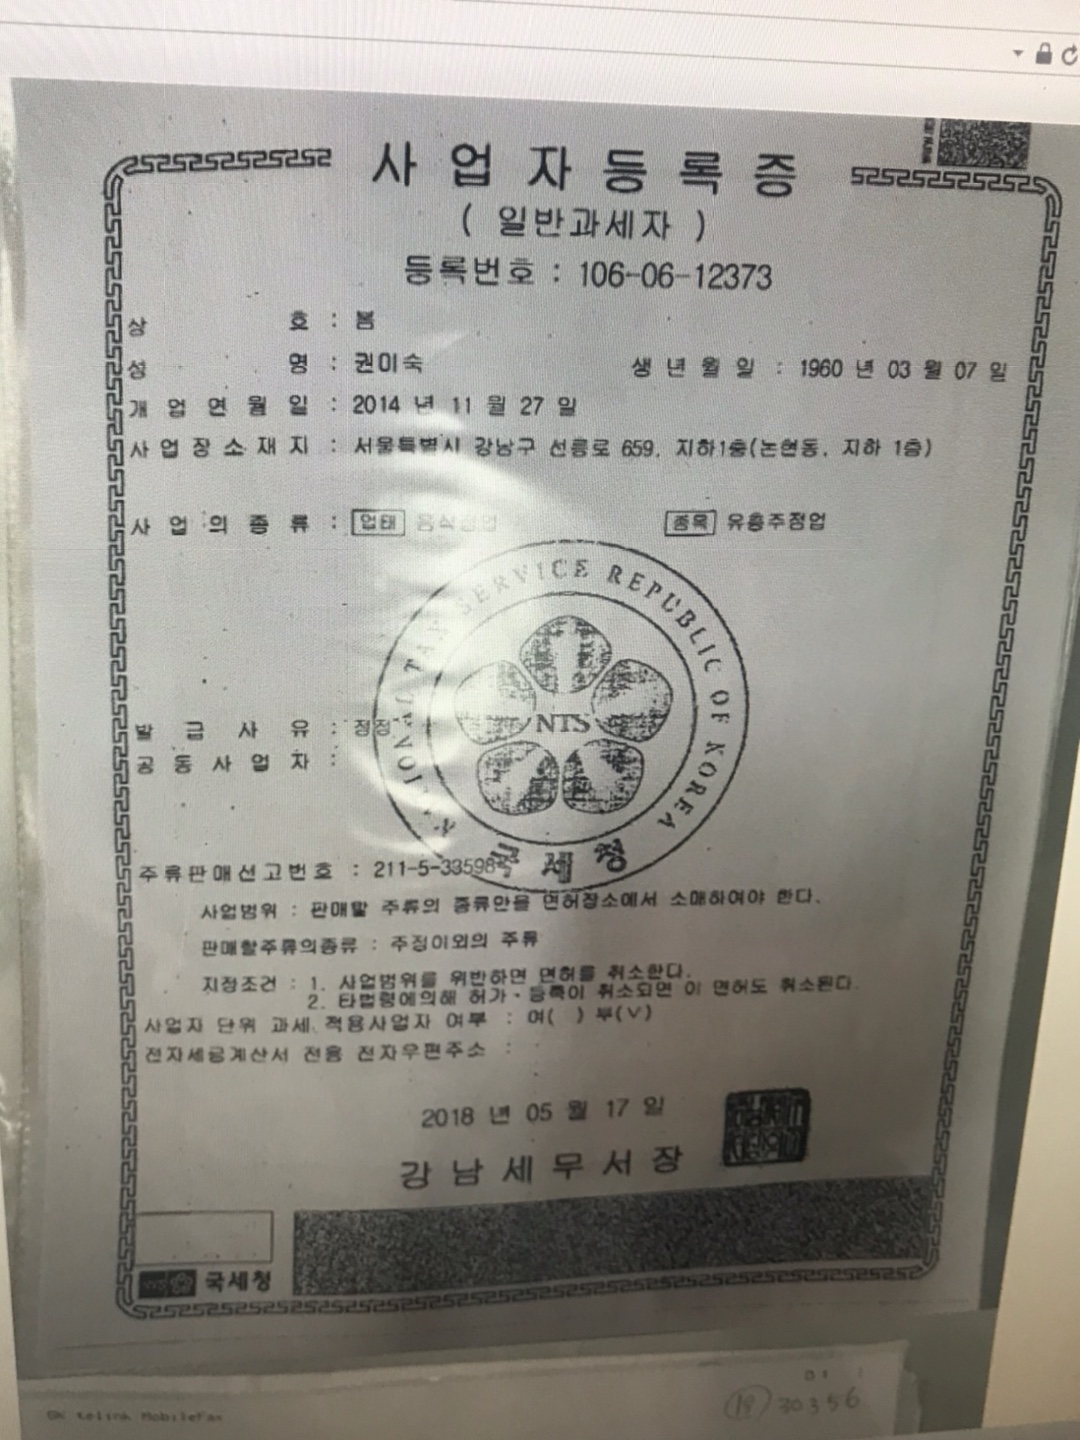 사업자등록증
( 일반과세자 )
등록번호 : 106-06-12373
상 호 : 봄
성 명 : 권이숙 생년월일 : 1960 년 03 월 07 일
개업연월일 : 2014 년 11 월 27 일
사업장소재지 : 서울특별시 강남구 선릉로 659, 지하1층(논현동, 지하 1층)
사업의종류 : 업태 음식점업 종목 유흥주점업
NATIONAL TAX SERVICE REPUBLIC OF KOREA
NTS
국세청
발급사유 : 정정
공동사업자 :
주류판매신고번호 : 211-5-33598
사업범위 : 판매할 주류의 종류만을 면허장소에서 소매하여야 한다.
판매할주류의종류 : 주정이외의 주류
지정조건 : 1. 사업범위를 위반하면 면허를 취소한다.
2. 타법령에의해 허가·등록이 취소되면 이 면허도 취소된다.
사업자 단위 과세 적용사업자 여부 : 여( ) 부(V)
전자세금계산서 전용 전자우편주소 :
2018 년 05 월 17 일
강남세무서장
국세청
SK telink MobileFax
19 30356